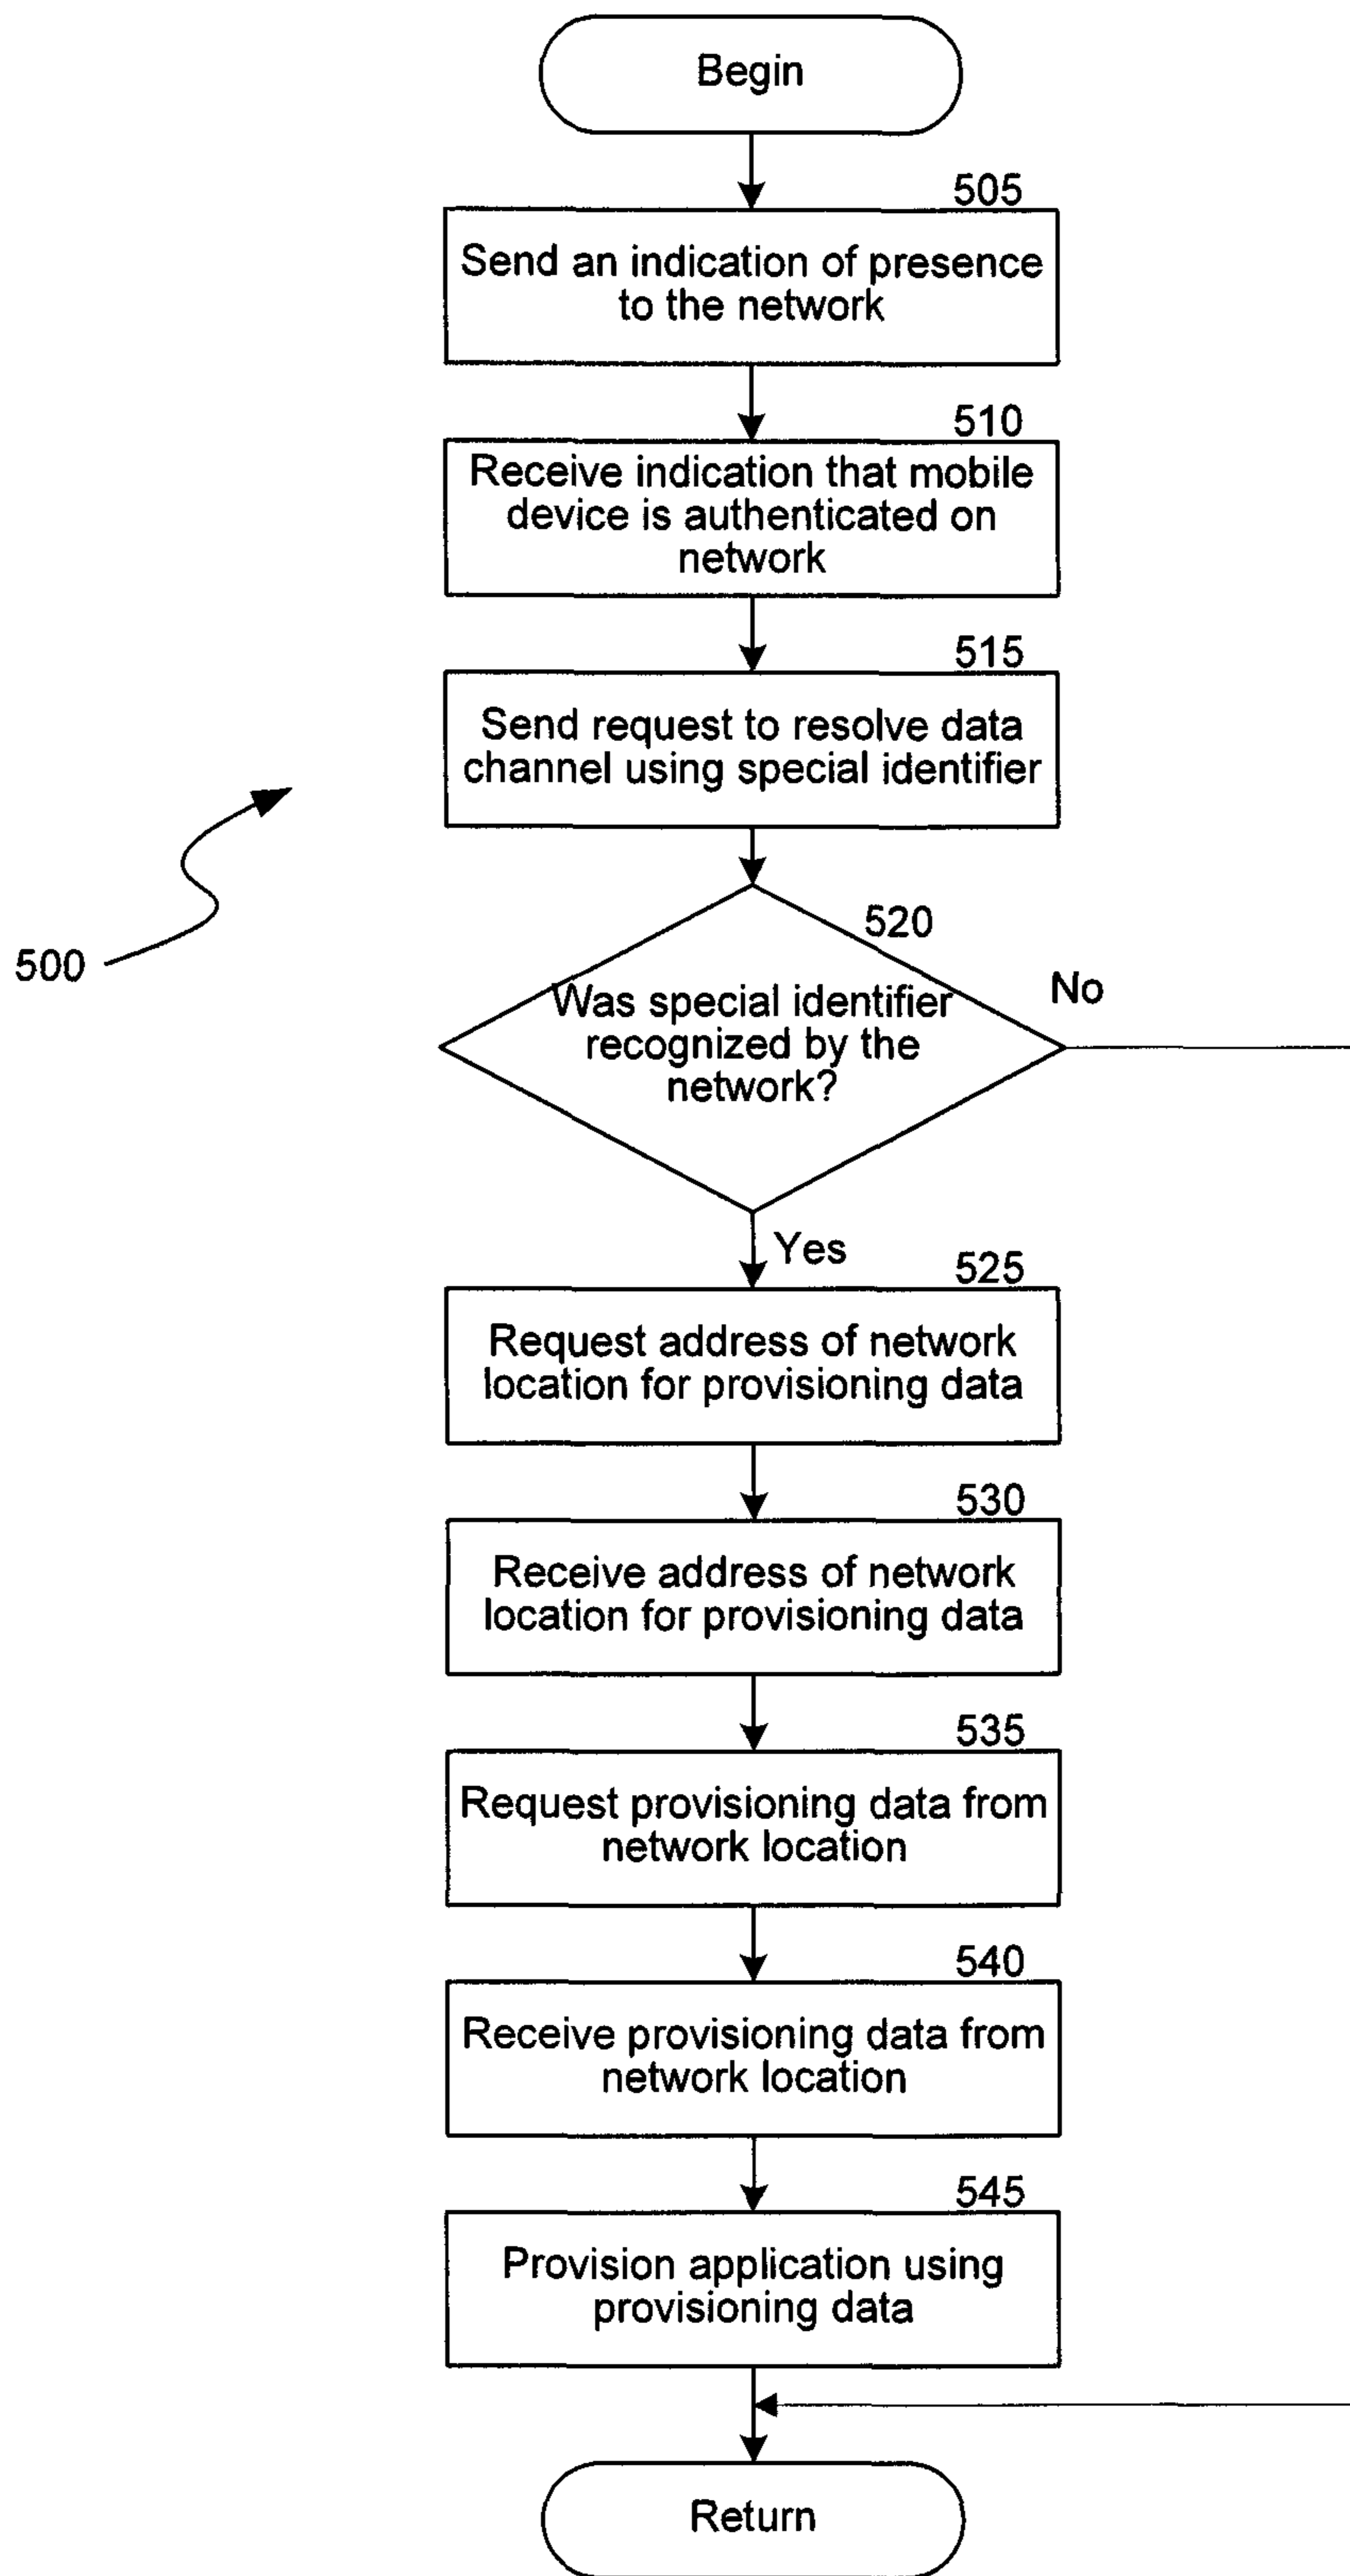 Begin
505
Send an indication of presence
to the network
510
Receive indication that mobile
device is authenticated on
network
515
Send request to resolve data
channel using special identifier
500
520
Was special identifier
recognized by the
network?
No
Yes
525
Request address of network
location for provisioning data
530
Receive address of network
location for provisioning data
535
Request provisioning data from
network location
540
Receive provisioning data from
network location
545
Provision application using
provisioning data
Return